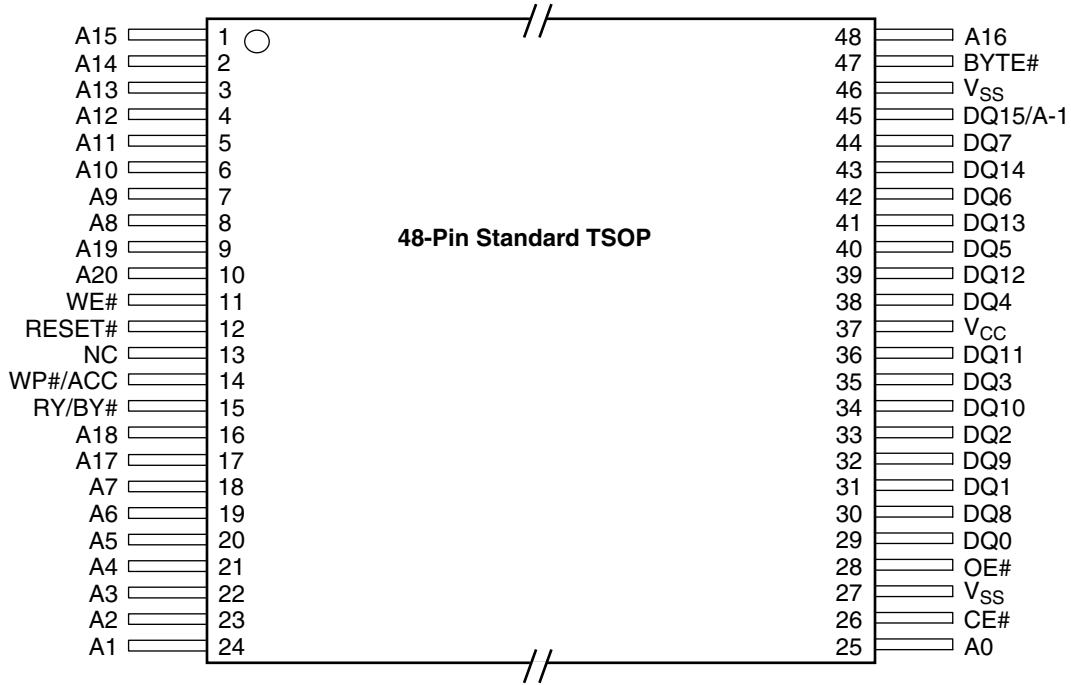 A15 1 48 A16
A14 2 47 BYTE#
A13 3 46 VSS
A12 4 45 DQ15/A-1
A11 5 44 DQ7
A10 6 43 DQ14
A9 7 42 DQ6
A8 8 41 DQ13
A19 9 40 DQ5
A20 10 39 DQ12
WE# 11 38 DQ4
RESET# 12 37 VCC
NC 13 36 DQ11
WP#/ACC 14 35 DQ3
RY/BY# 15 34 DQ10
A18 16 33 DQ2
A17 17 32 DQ9
A7 18 31 DQ1
A6 19 30 DQ8
A5 20 29 DQ0
A4 21 28 OE#
A3 22 27 VSS
A2 23 26 CE#
A1 24 25 A0
48-Pin Standard TSOP